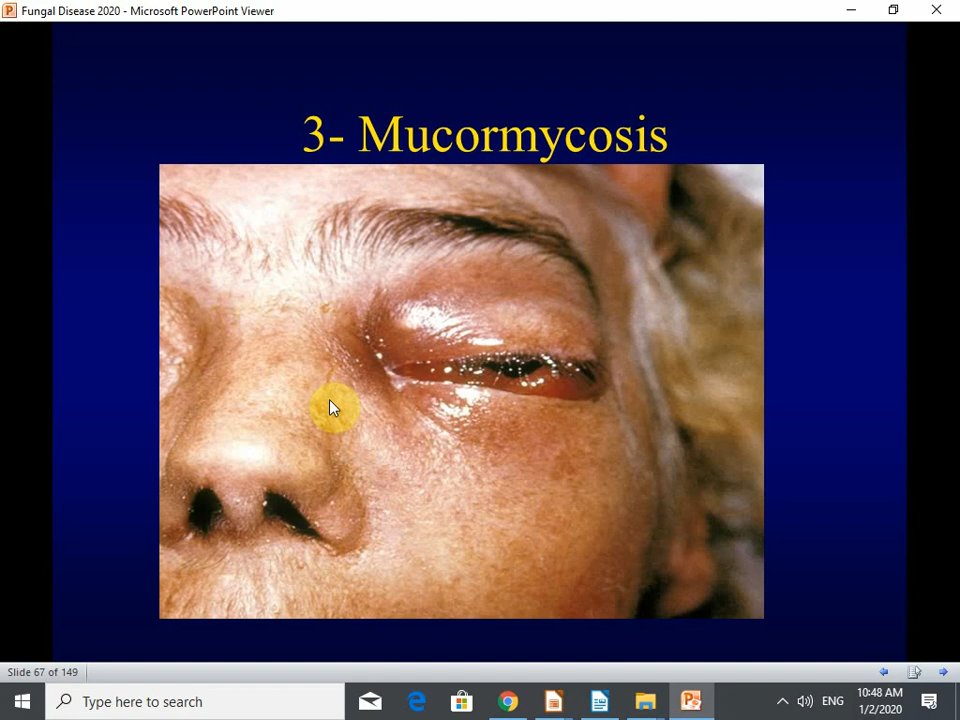 Fungal Disease 2020 - Microsoft PowerPoint Viewer
3- Mucormycosis
Slide 67 of 149
Type here to search
ENG
10:48 AM
1/2/2020